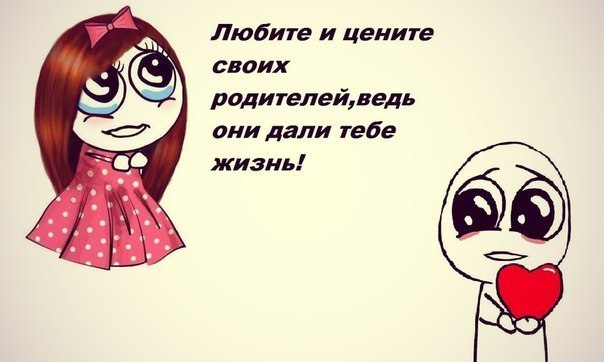 Любите и цените
своих
родителей,ведь
они дали тебе
жизнь!